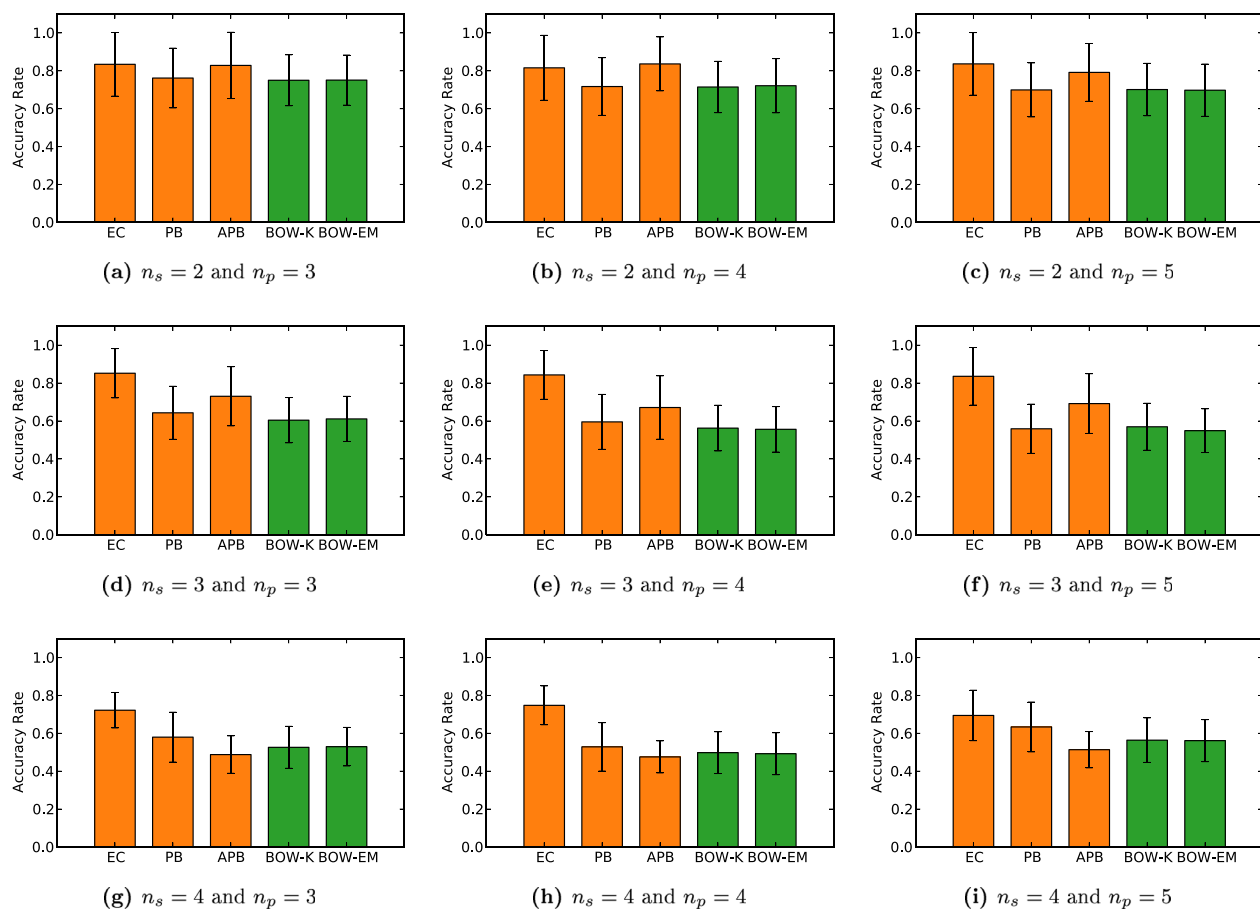 1.0
0.8
0.6
0.4
0.2
0.0
Accuracy Rate
EC PB APB BOW-K BOW-EM
(a) n_s = 2 and n_p = 3
1.0
0.8
0.6
0.4
0.2
0.0
Accuracy Rate
EC PB APB BOW-K BOW-EM
(b) n_s = 2 and n_p = 4
1.0
0.8
0.6
0.4
0.2
0.0
Accuracy Rate
EC PB APB BOW-K BOW-EM
(c) n_s = 2 and n_p = 5
1.0
0.8
0.6
0.4
0.2
0.0
Accuracy Rate
EC PB APB BOW-K BOW-EM
(d) n_s = 3 and n_p = 3
1.0
0.8
0.6
0.4
0.2
0.0
Accuracy Rate
EC PB APB BOW-K BOW-EM
(e) n_s = 3 and n_p = 4
1.0
0.8
0.6
0.4
0.2
0.0
Accuracy Rate
EC PB APB BOW-K BOW-EM
(f) n_s = 3 and n_p = 5
1.0
0.8
0.6
0.4
0.2
0.0
Accuracy Rate
EC PB APB BOW-K BOW-EM
(g) n_s = 4 and n_p = 3
1.0
0.8
0.6
0.4
0.2
0.0
Accuracy Rate
EC PB APB BOW-K BOW-EM
(h) n_s = 4 and n_p = 4
1.0
0.8
0.6
0.4
0.2
0.0
Accuracy Rate
EC PB APB BOW-K BOW-EM
(i) n_s = 4 and n_p = 5